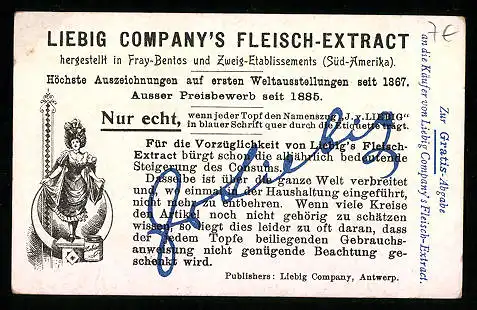 LIEBIG COMPANY'S FLEISCH-EXTRACT
hergestellt in Fray-Bentos und Zweig-Etablissements (Süd-Amerika).
Höchste Auszeichnungen auf ersten Weltausstellungen seit 1867.
Ausser Preisbewerb seit 1885.
Nur echt, wenn jeder Topf den Namenszug „J. v. LIEBIG“
in blauer Schrift quer durch die Etiquette trägt.
Für die Vorzüglichkeit von Liebig's Fleisch-
Extract bürgt schon die alljährlich bedeutende
Steigerung des Consums.
Dasselbe ist über die ganze Welt verbreitet
und, wo einmal in der Haushaltung eingeführt,
nicht mehr zu entbehren. Wenn viele Kreise
den Artikel noch nicht gehörig zu schätzen
wissen, so liegt dies leider zu oft daran, dass
der jedem Topfe beiliegenden Gebrauchs-
anweisung nicht genügende Beachtung ge-
schenkt wird.
Publishers: Liebig Company, Antwerp.
J v Liebig
7€
Zur Gratis-Abgabe
an die Käufer von Liebig Company's Fleisch-Extract.